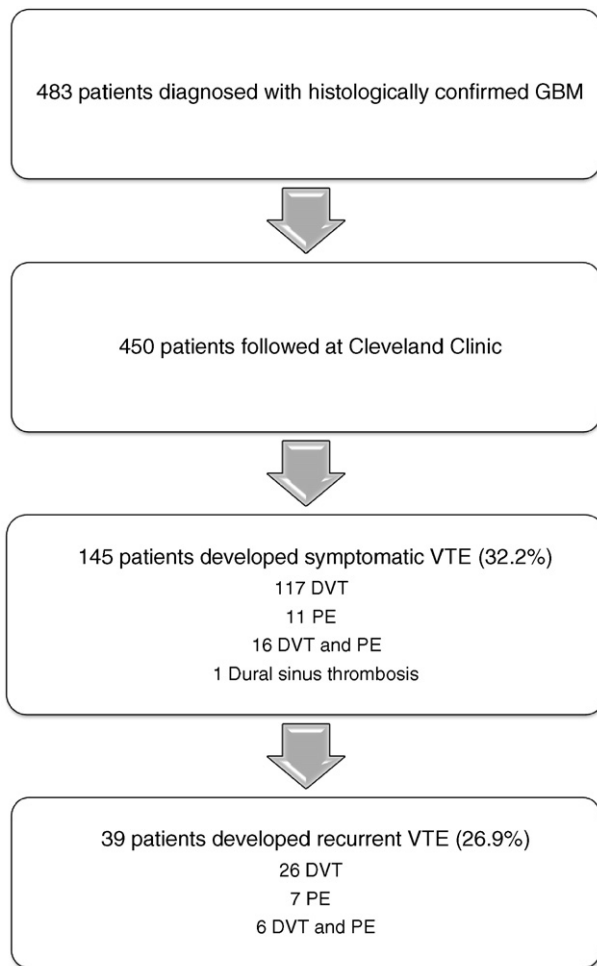 483 patients diagnosed with histologically confirmed GBM
450 patients followed at Cleveland Clinic
145 patients developed symptomatic VTE (32.2%)
117 DVT
11 PE
16 DVT and PE
1 Dural sinus thrombosis
39 patients developed recurrent VTE (26.9%)
26 DVT
7 PE
6 DVT and PE